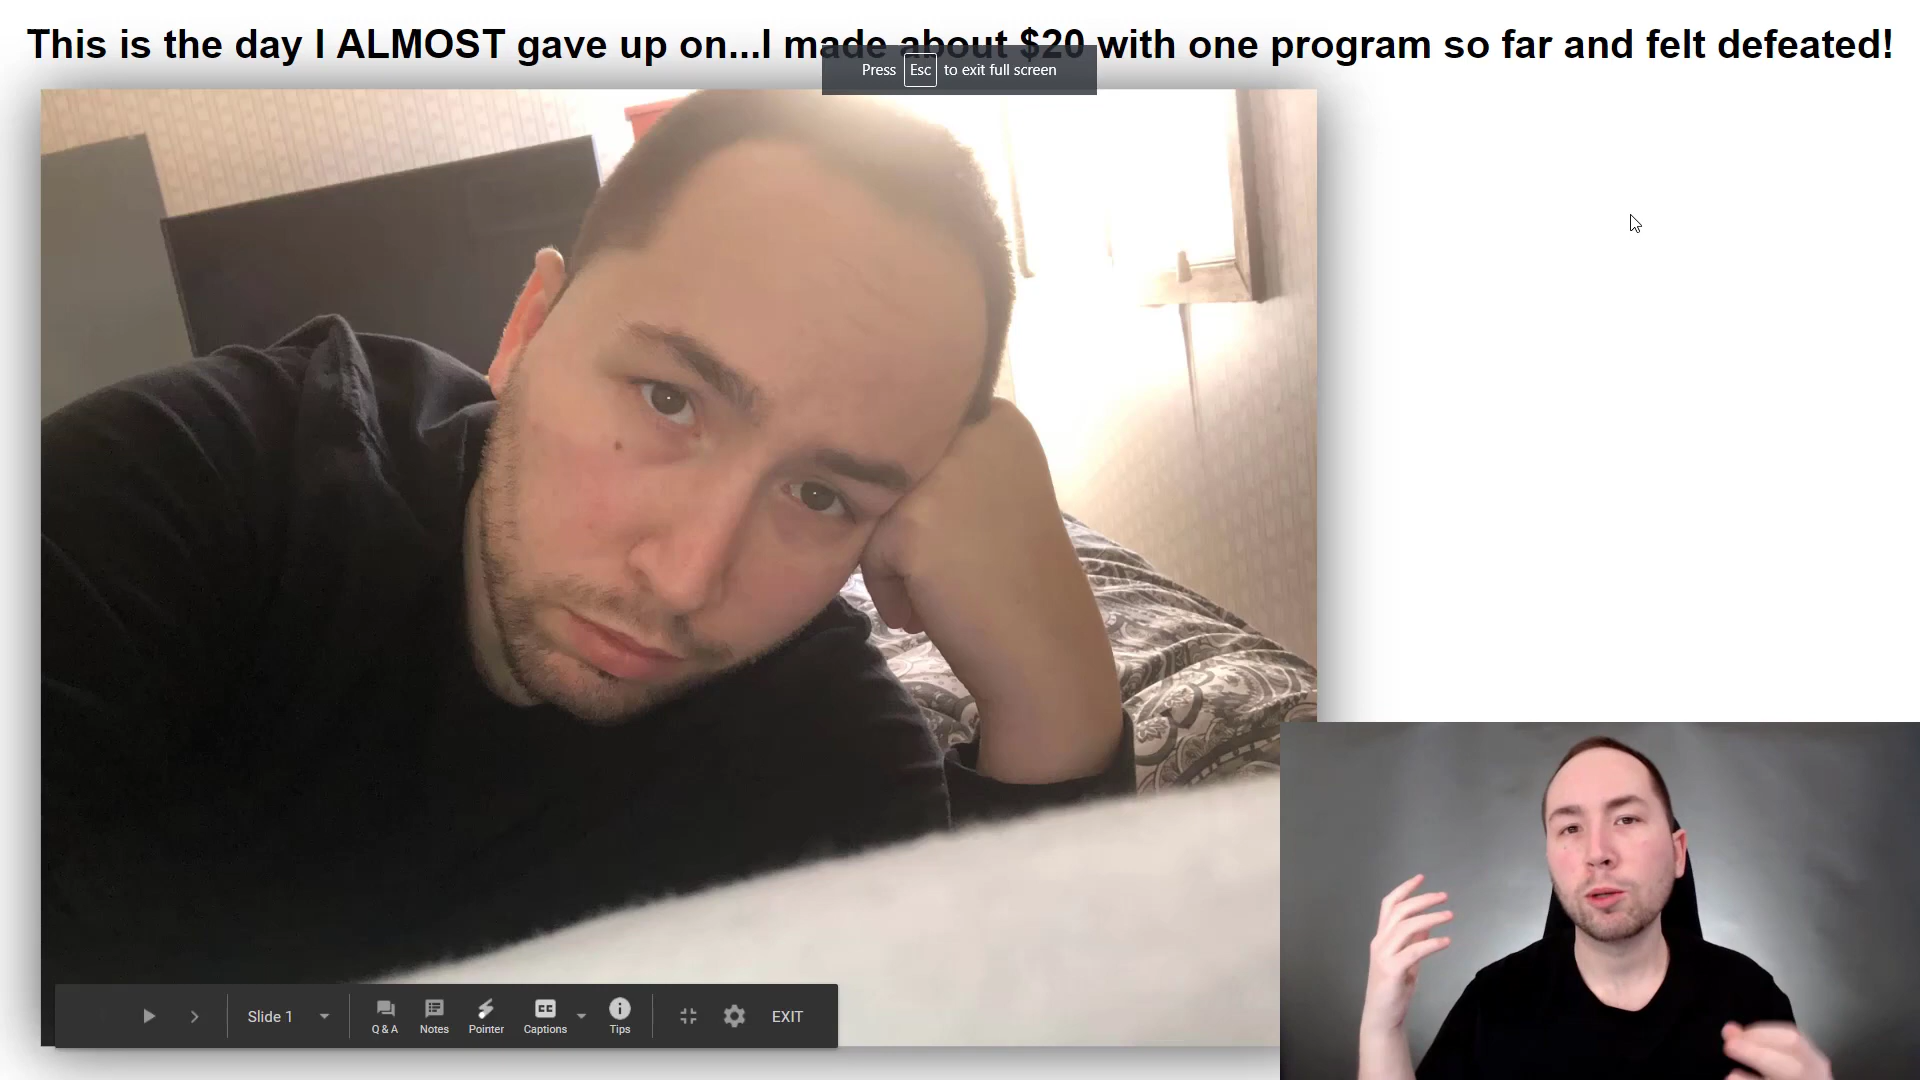 This is the day I ALMOST gave up on...I made about $20 with one program so far and felt defeated!
Press Esc to exit full screen
Slide 1
Q & A
Notes
Pointer
CC
Captions
Tips
EXIT